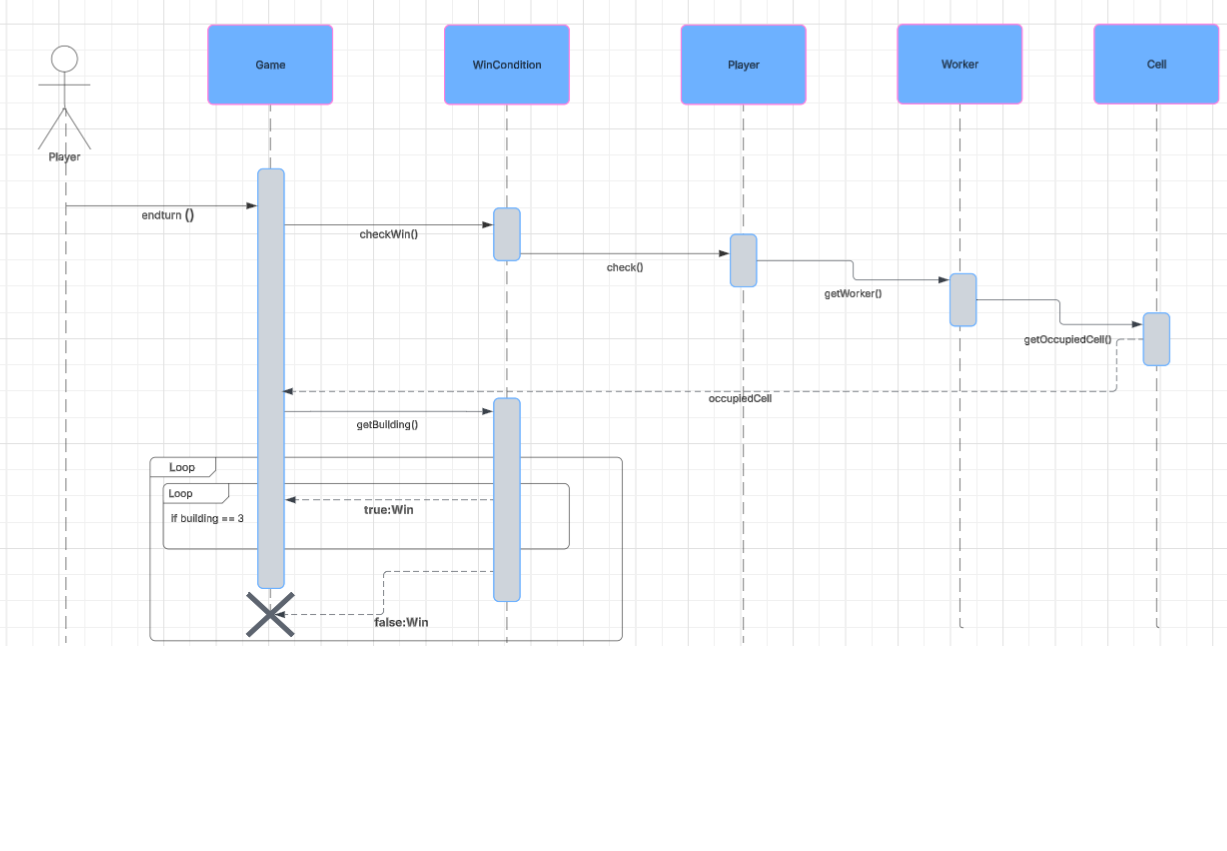 Game
WinCondition
Player
Worker
Cell
Player
endturn ()
checkWin()
check()
getWorker()
getOccupiedCell()
occupiedCell
getBuilding()
Loop
Loop
true:Win
if building == 3
false:Win